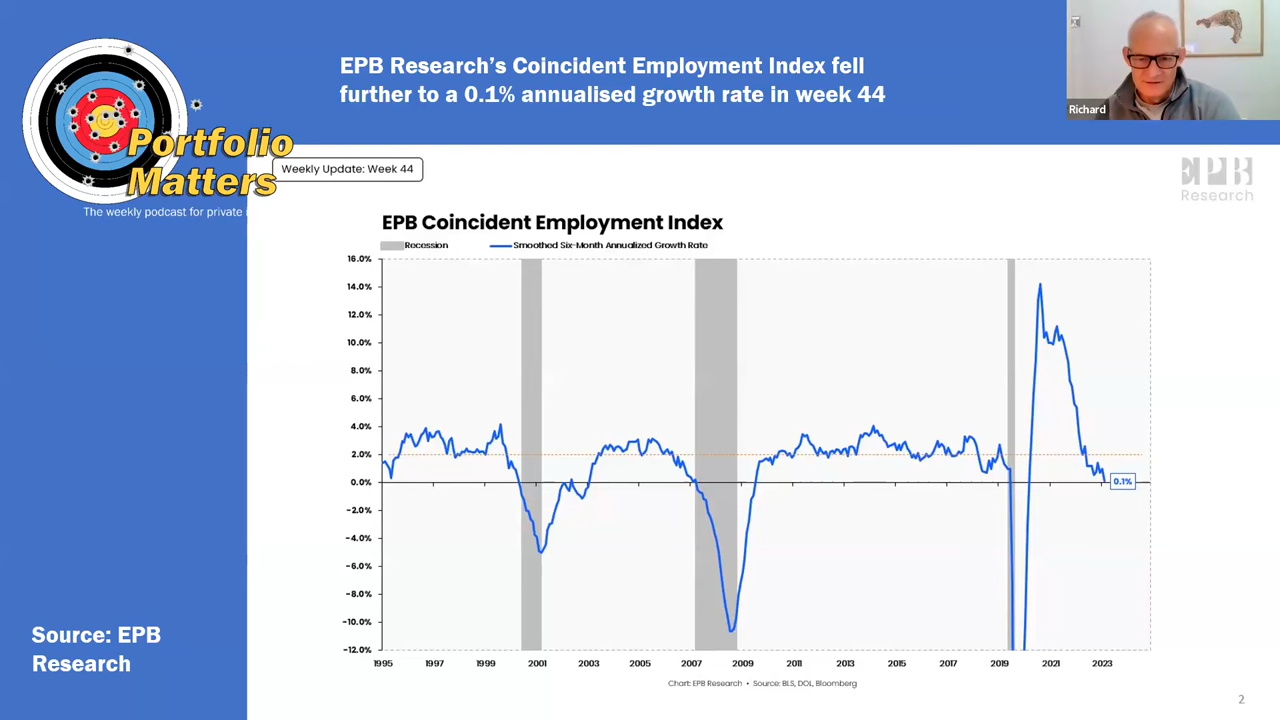 EPB Research’s Coincident Employment Index fell
further to a 0.1% annualised growth rate in week 44
Richard
Portfolio
Matters
The weekly podcast for private i
Weekly Update: Week 44
EPB
Research
EPB Coincident Employment Index
Recession
Smoothed Six-Month Annualized Growth Rate
16.0%
14.0%
12.0%
10.0%
8.0%
6.0%
4.0%
2.0%
0.0%
-2.0%
-4.0%
-6.0%
-8.0%
-10.0%
-12.0%
0.1%
1995 1997 1999 2001 2003 2005 2007 2009 2011 2013 2015 2017 2019 2021 2023
Chart: EPB Research • Source: BLS, DOL, Bloomberg
Source: EPB
Research
2